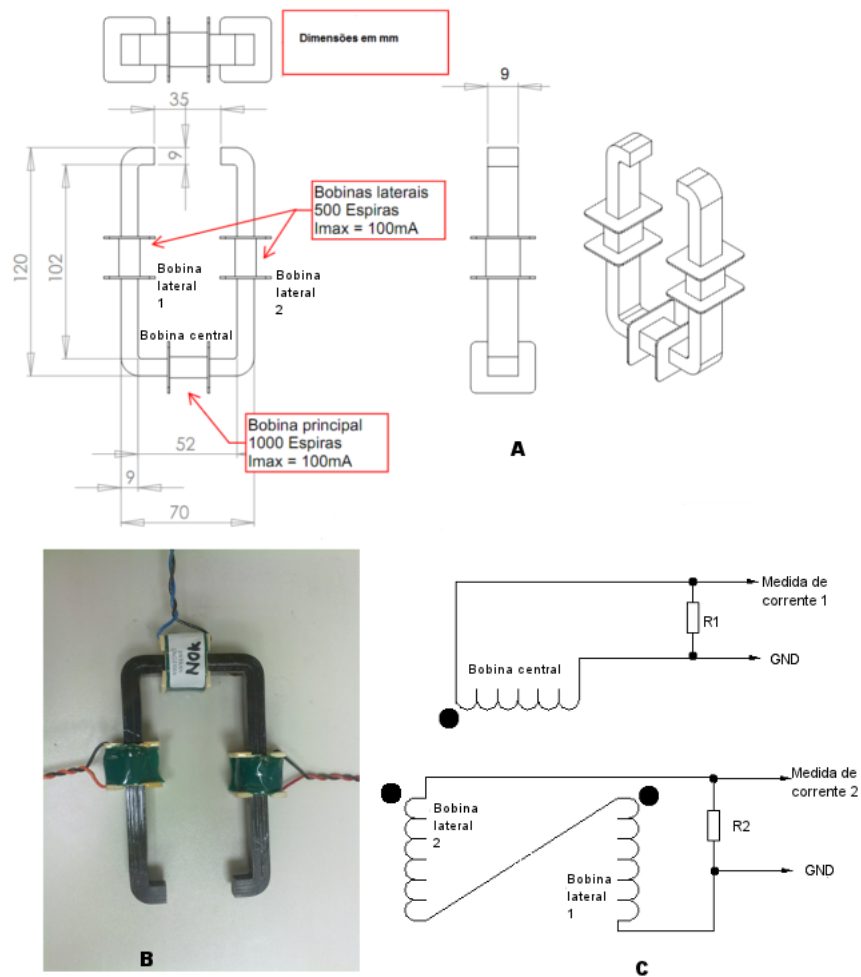 Dimensões em mm
35
9
9
120
102
Bobinas laterais
500 Espiras
Imax = 100mA
Bobina
lateral
1
Bobina
lateral
2
Bobina central
Bobina principal
1000 Espiras
Imax = 100mA
52
9
70
A
NOK
B
Medida de
corrente 1
R1
GND
Bobina central
Medida de
corrente 2
Bobina
lateral
2
R2
Bobina
lateral
1
GND
C